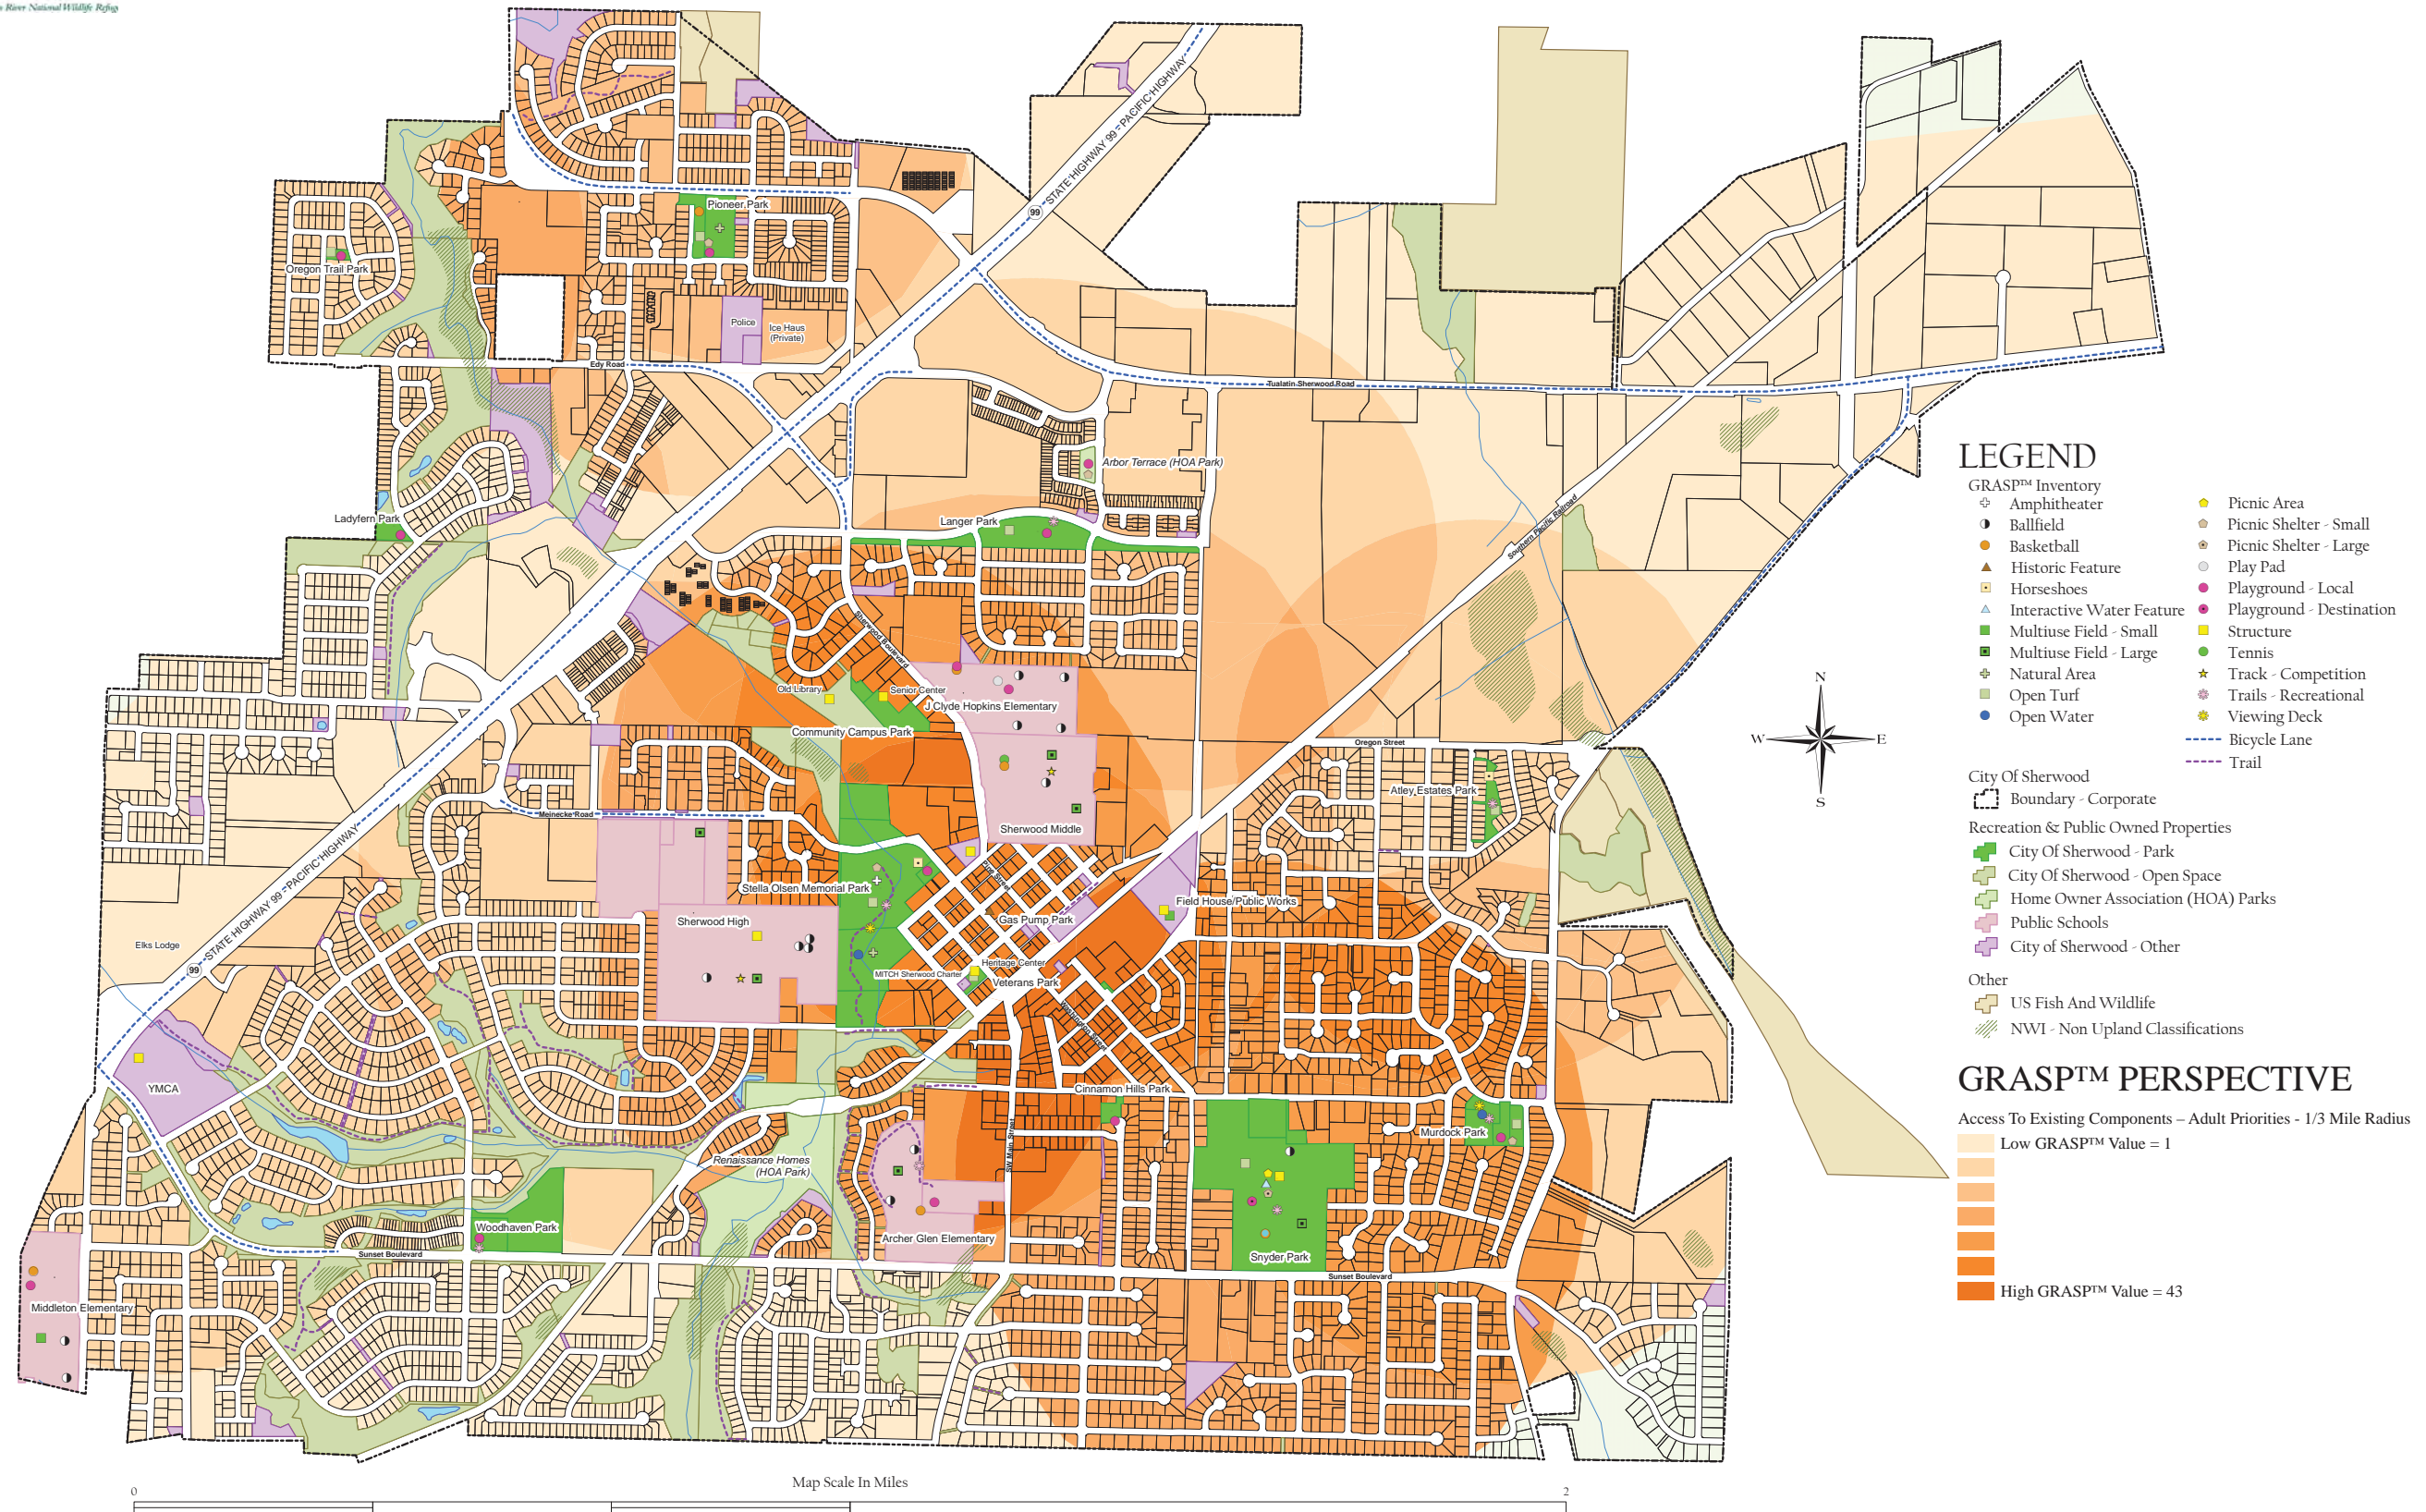 River National Wildlife Refuge
STATE HIGHWAY 99 - PACIFIC HIGHWAY
99
Pioneer Park
Oregon Trail Park
Police
Ice Haus
(Private)
Edy Road
Tualatin-Sherwood Road
Arbor Terrace (HOA Park)
Ladyfern Park
Langer Park
Southern Pacific Railroad
Sherwood Boulevard
Old Library
Senior Center
J Clyde Hopkins Elementary
Community Campus Park
Oregon Street
Atley Estates Park
Meinecke Road
Sherwood Middle
STATE HIGHWAY 99 - PACIFIC HIGHWAY
99
Elks Lodge
Pine Street
Stella Olsen Memorial Park
Field House/Public Works
Sherwood High
Gas Pump Park
Heritage Center
MITCH Sherwood Charter
Veterans Park
Washington Street
YMCA
Cinnamon Hills Park
Murdock Park
SW Main Street
Renaissance Homes
(HOA Park)
Woodhaven Park
Archer Glen Elementary
Sunset Boulevard
Snyder Park
Sunset Boulevard
Middleton Elementary
N
W
E
S
LEGEND
GRASP™ Inventory
Amphitheater
Ballfield
Basketball
Historic Feature
Horseshoes
Interactive Water Feature
Multiuse Field - Small
Multiuse Field - Large
Natural Area
Open Turf
Open Water
Picnic Area
Picnic Shelter - Small
Picnic Shelter - Large
Play Pad
Playground - Local
Playground - Destination
Structure
Tennis
Track - Competition
Trails - Recreational
Viewing Deck
Bicycle Lane
Trail
City Of Sherwood
Boundary - Corporate
Recreation & Public Owned Properties
City Of Sherwood - Park
City Of Sherwood - Open Space
Home Owner Association (HOA) Parks
Public Schools
City of Sherwood - Other
Other
US Fish And Wildlife
NWI - Non Upland Classifications
GRASP™ PERSPECTIVE
Access To Existing Components – Adult Priorities - 1/3 Mile Radius
Low GRASP™ Value = 1
High GRASP™ Value = 43
Map Scale In Miles
0
2